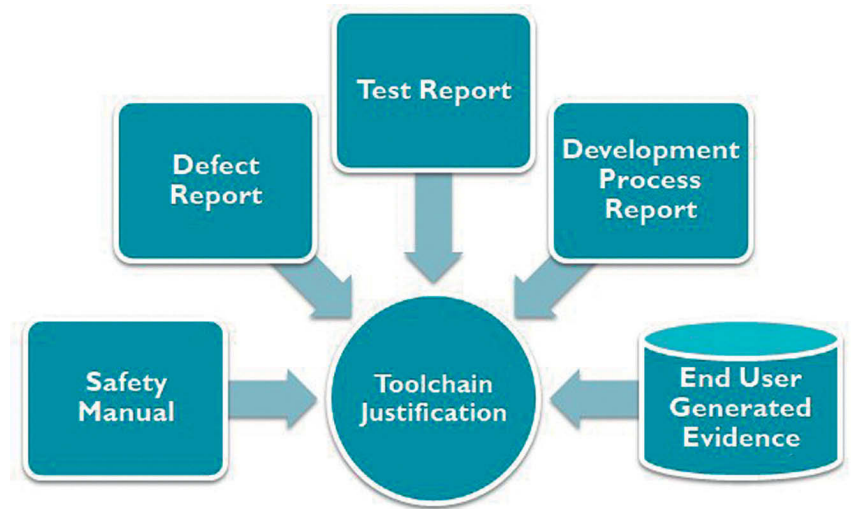 Test Report
Defect
Report
Development
Process
Report
Safety
Manual
Toolchain
Justification
End User
Generated
Evidence